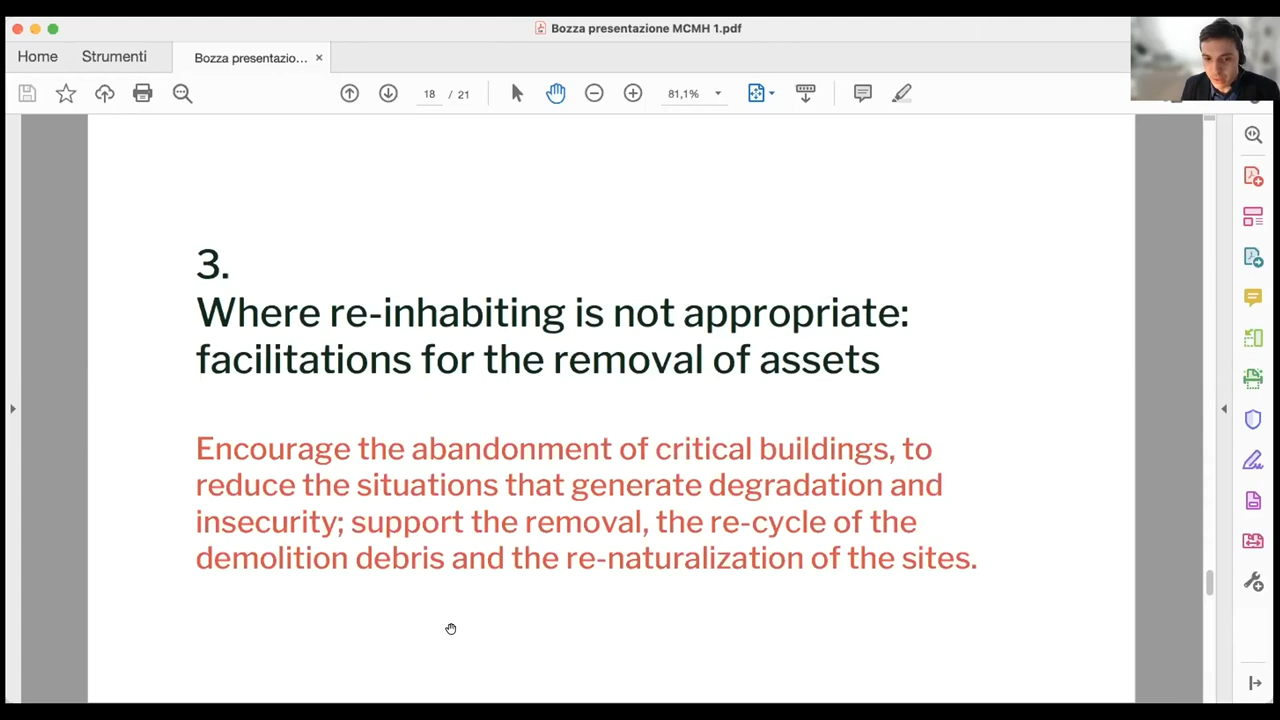 Bozza presentazione MCMH 1.pdf
Home Strumenti Bozza presentazio... ×
18 / 21 81,1%
3.
Where re-inhabiting is not appropriate:
facilitations for the removal of assets
Encourage the abandonment of critical buildings, to
reduce the situations that generate degradation and
insecurity; support the removal, the re-cycle of the
demolition debris and the re-naturalization of the sites.